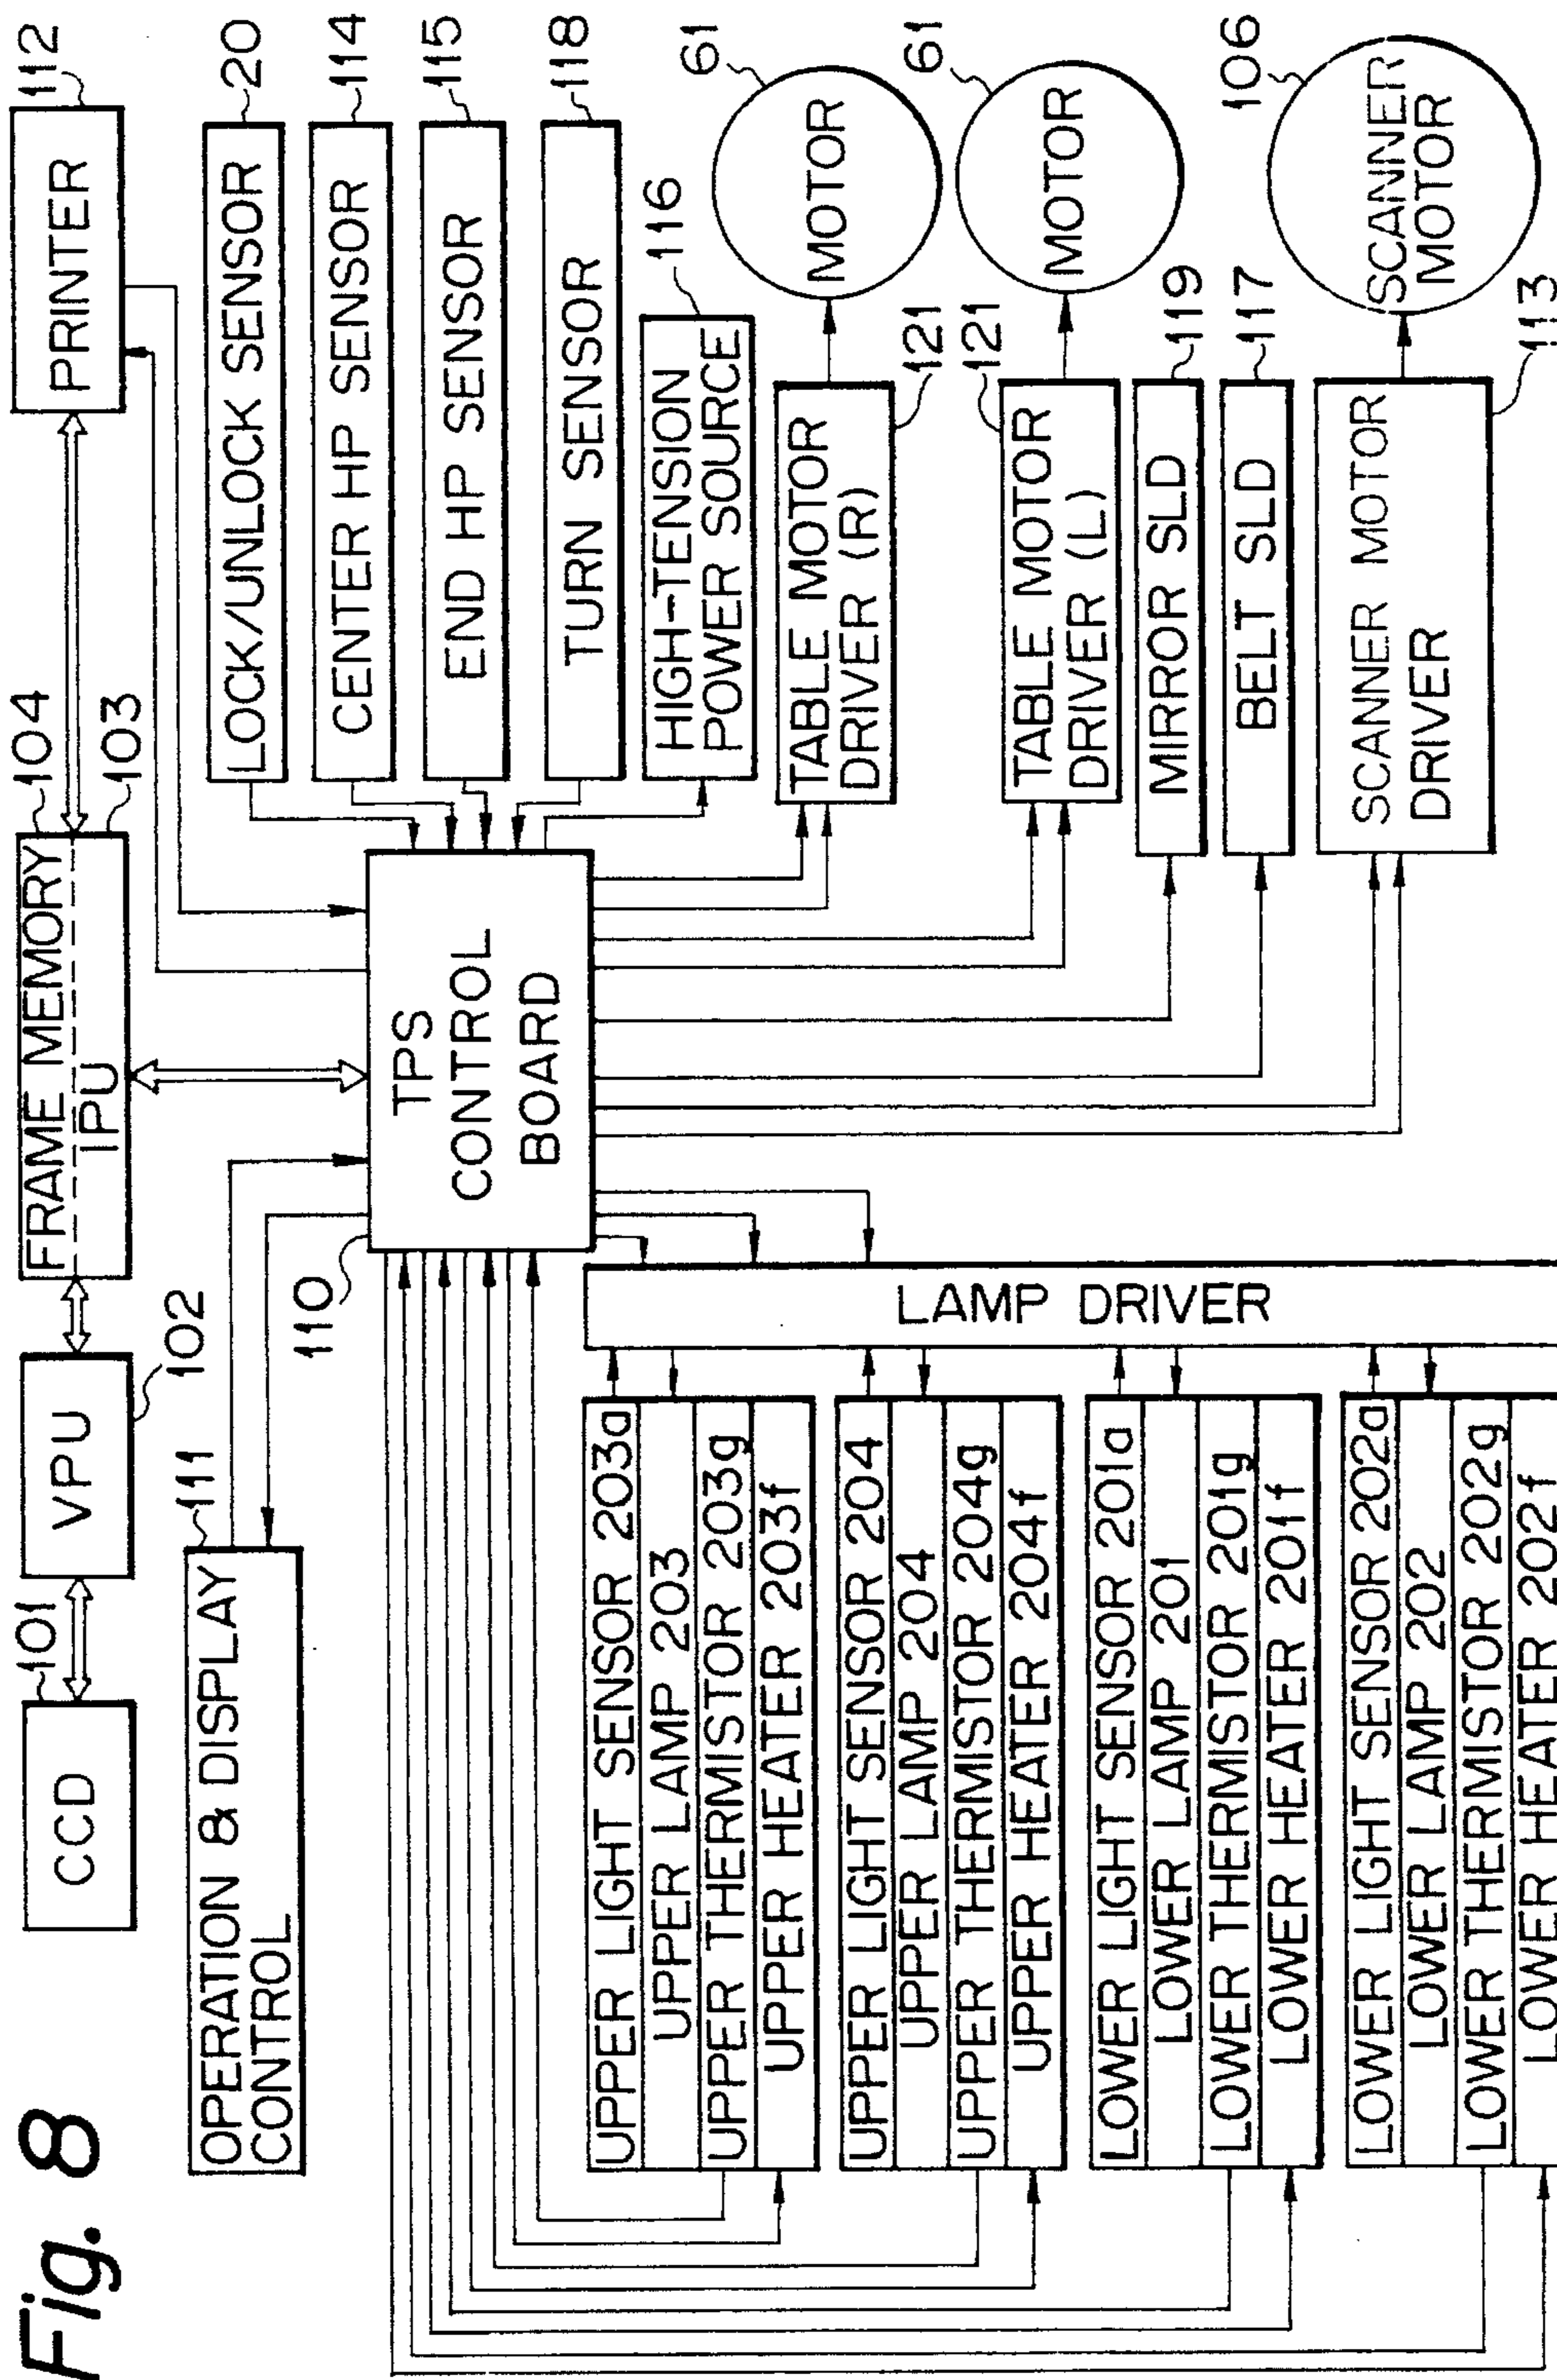 Fig. 8
CCD
101
VPU
102
FRAME MEMORY
IPU
104
103
PRINTER
112
OPERATION & DISPLAY
CONTROL
111
110
TPS
CONTROL
BOARD
LOCK/UNLOCK SENSOR
20
CENTER HP SENSOR
114
END HP SENSOR
115
TURN SENSOR
118
HIGH-TENSION
POWER SOURCE
116
TABLE MOTOR
DRIVER (R)
121
MOTOR
61
TABLE MOTOR
DRIVER (L)
121
MOTOR
61
MIRROR SLD
119
BELT SLD
117
SCANNER MOTOR
DRIVER
113
SCANNER
MOTOR
106
LAMP DRIVER
UPPER LIGHT SENSOR 203a
UPPER LAMP 203
UPPER THERMISTOR 203g
UPPER HEATER 203f
UPPER LIGHT SENSOR 204
UPPER LAMP 204
UPPER THERMISTOR 204g
UPPER HEATER 204f
LOWER LIGHT SENSOR 201a
LOWER LAMP 201
LOWER THERMISTOR 201g
LOWER HEATER 201f
LOWER LIGHT SENSOR 202a
LOWER LAMP 202
LOWER THERMISTOR 202g
LOWER HEATER 202f